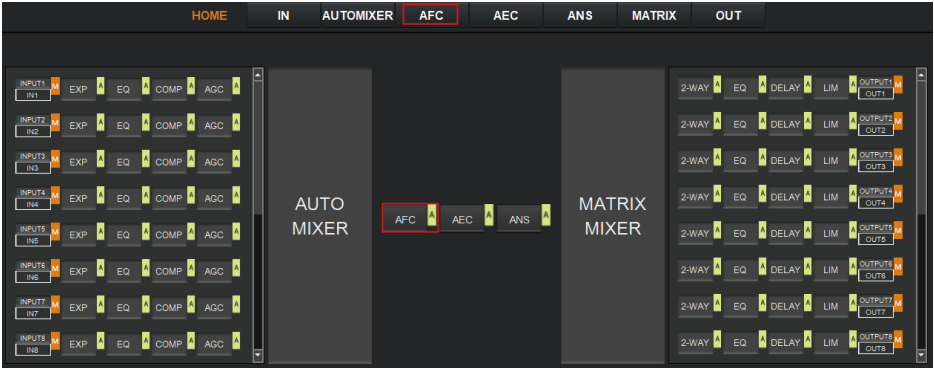 HOME IN AUTOMIXER AFC AEC ANS MATRIX OUT
INPUT1 M EXP A EQ A COMP A AGC A 2-WAY A EQ A DELAY A LIM A OUTPUT1 M
IN1 OUT1
INPUT2 M EXP A EQ A COMP A AGC A 2-WAY A EQ A DELAY A LIM A OUTPUT2 M
IN2 OUT2
INPUT3 M EXP A EQ A COMP A AGC A 2-WAY A EQ A DELAY A LIM A OUTPUT3 M
IN3 OUT3
INPUT4 M EXP A EQ A COMP A AGC A 2-WAY A EQ A DELAY A LIM A OUTPUT4 M
IN4 OUT4
AUTO MATRIX
MIXER AFC A AEC A ANS A MIXER
INPUT5 M EXP A EQ A COMP A AGC A 2-WAY A EQ A DELAY A LIM A OUTPUT5 M
IN5 OUT5
INPUT6 M EXP A EQ A COMP A AGC A 2-WAY A EQ A DELAY A LIM A OUTPUT6 M
IN6 OUT6
INPUT7 M EXP A EQ A COMP A AGC A 2-WAY A EQ A DELAY A LIM A OUTPUT7 M
IN7 OUT7
INPUT8 M EXP A EQ A COMP A AGC A 2-WAY A EQ A DELAY A LIM A OUTPUT8 M
IN8 OUT8